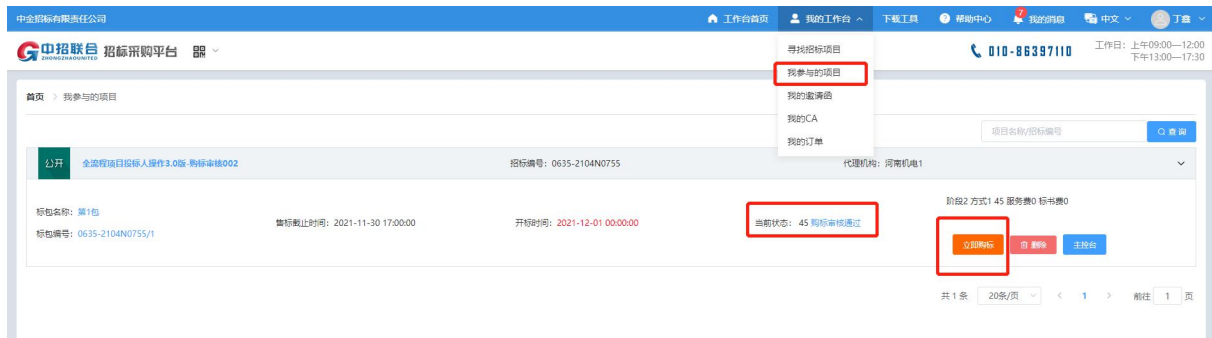 中金招标有限责任公司
工作台首页
我的工作台
下载工具
帮助中心
7
我的消息
中文
丁鑫
中招联合
ZHONGZHAOUNITED
招标采购平台
寻找招标项目
我参与的项目
我的邀请函
我的CA
我的订单
010-86397110
工作日：上午09:00—12:00
下午13:00—17:30
首页 > 我参与的项目
项目名称/招标编号
查询
公开
全流程项目投标人操作3.0版-购标审核002
招标编号：0635-2104N0755
代理机构：河南机电1
标包名称：第1包
标包编号：0635-2104N0755/1
售标截止时间：2021-11-30 17:00:00
开标时间：2021-12-01 00:00:00
当前状态：45 购标审核通过
阶段2 方式1 45 服务费0 标书费0
立即购标
删除
主控台
共 1 条
20条/页
< 1 >
前往 1 页